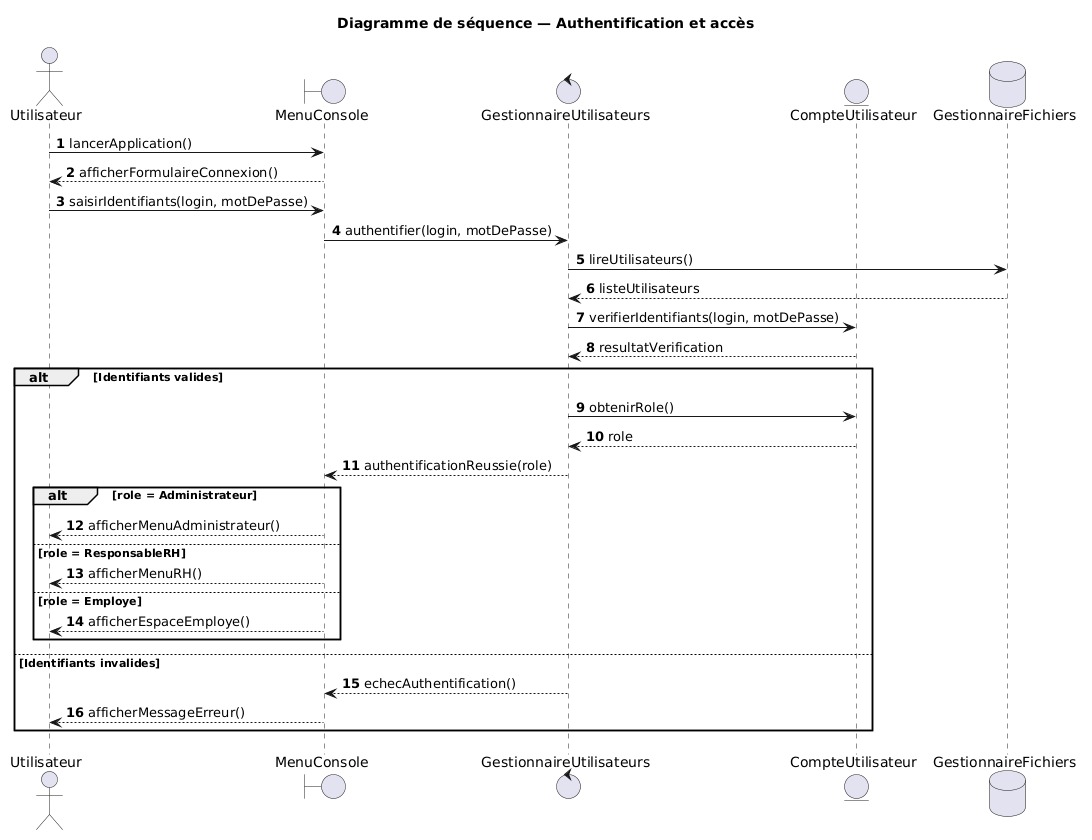 Diagramme de séquence — Authentification et accès
Utilisateur MenuConsole GestionnaireUtilisateurs CompteUtilisateur GestionnaireFichiers
1 lancerApplication()
2 afficherFormulaireConnexion()
3 saisirIdentifiants(login, motDePasse)
4 authentifier(login, motDePasse)
5 lireUtilisateurs()
6 listeUtilisateurs
7 verifierIdentifiants(login, motDePasse)
8 resultatVerification
alt [Identifiants valides]
9 obtenirRole()
10 role
11 authentificationReussie(role)
alt [role = Administrateur]
12 afficherMenuAdministrateur()
[role = ResponsableRH]
13 afficherMenuRH()
[role = Employe]
14 afficherEspaceEmploye()
[Identifiants invalides]
15 echecAuthentification()
16 afficherMessageErreur()
Utilisateur MenuConsole GestionnaireUtilisateurs CompteUtilisateur GestionnaireFichiers